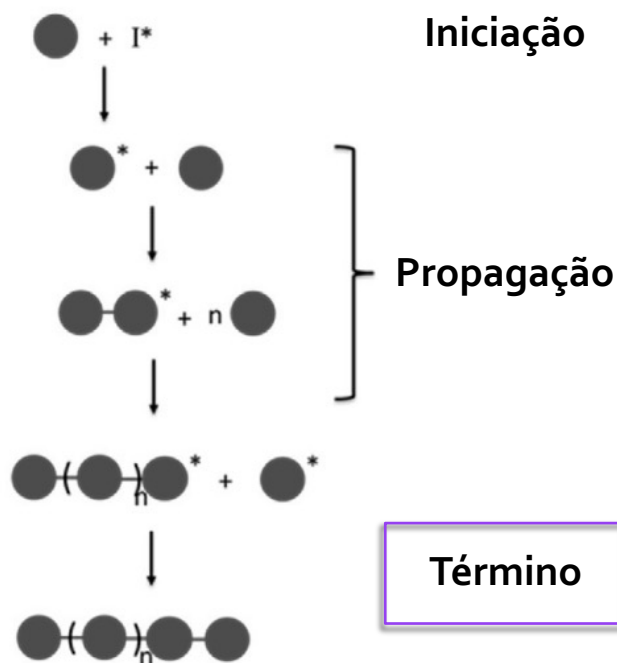 + I* Iniciação
* +
* + n Propagação
( )n * + *
Término
( )n